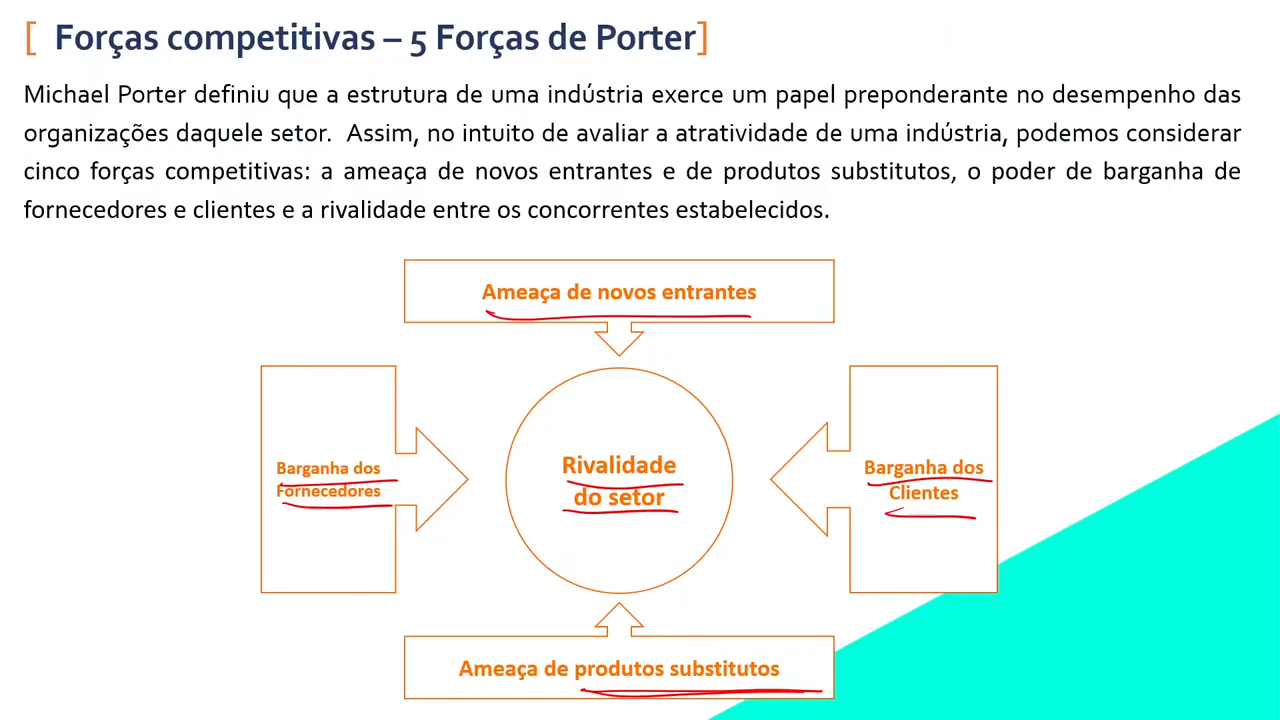 [ Forças competitivas – 5 Forças de Porter]
Michael Porter definiu que a estrutura de uma indústria exerce um papel preponderante no desempenho das
organizações daquele setor. Assim, no intuito de avaliar a atratividade de uma indústria, podemos considerar
cinco forças competitivas: a ameaça de novos entrantes e de produtos substitutos, o poder de barganha de
fornecedores e clientes e a rivalidade entre os concorrentes estabelecidos.
Ameaça de novos entrantes
Barganha dos
Fornecedores
Rivalidade
do setor
Barganha dos
Clientes
Ameaça de produtos substitutos